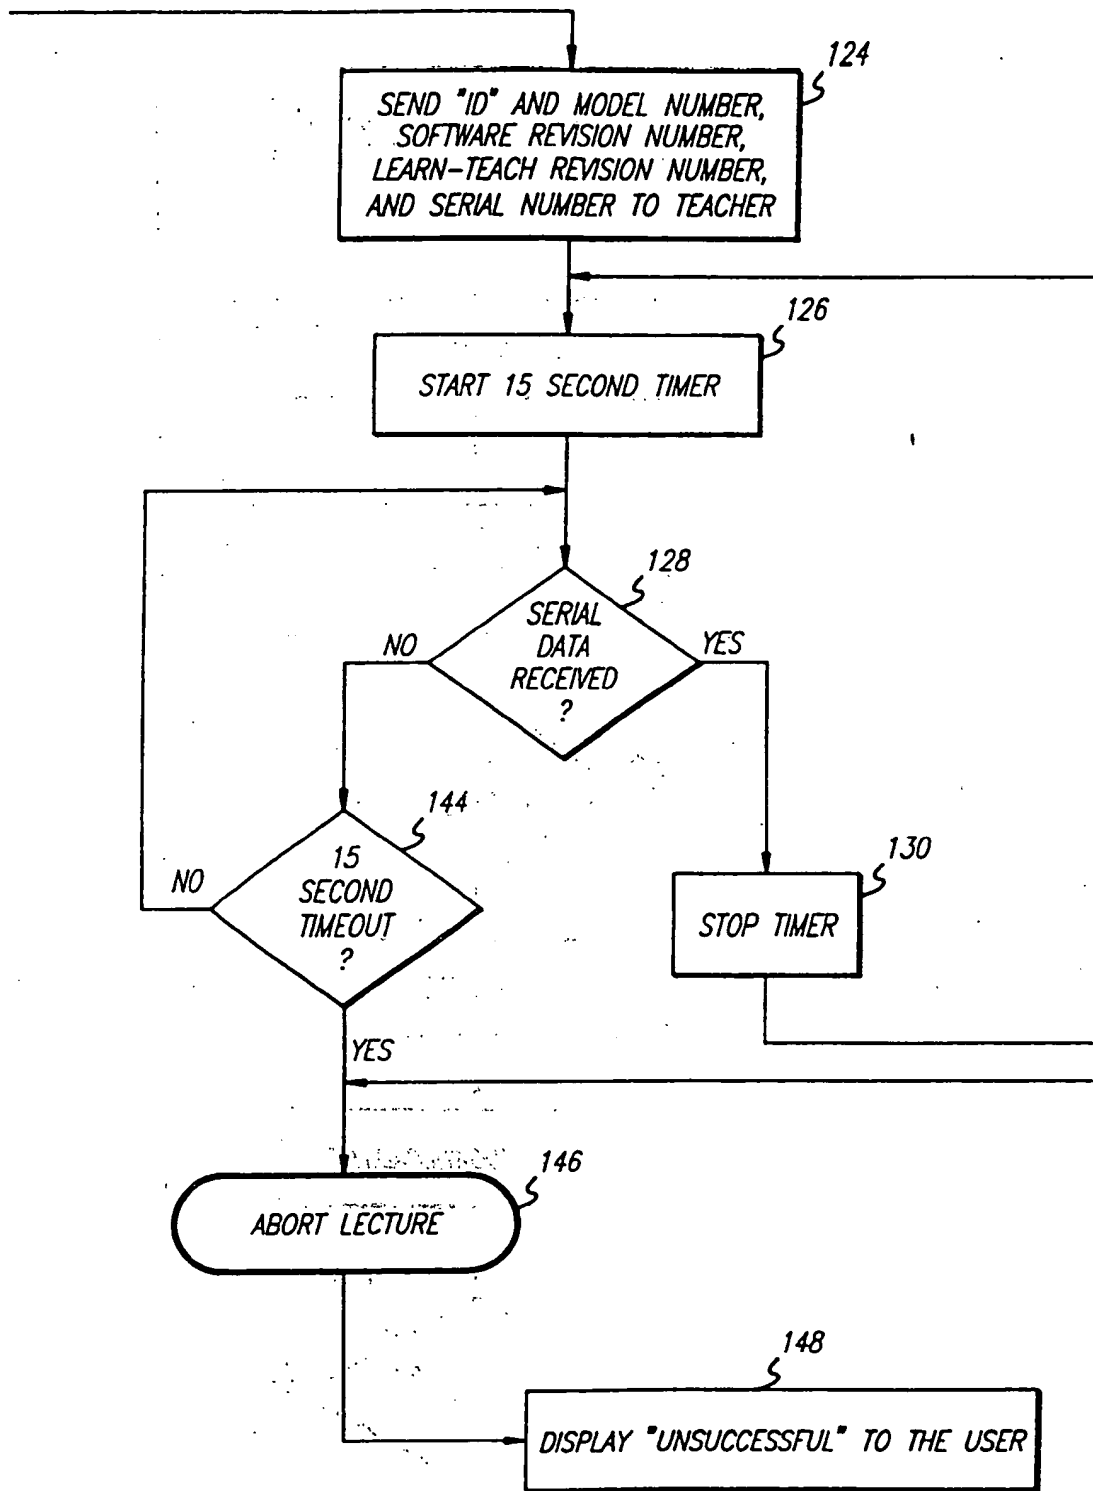 124
SEND "ID" AND MODEL NUMBER,
SOFTWARE REVISION NUMBER,
LEARN-TEACH REVISION NUMBER,
AND SERIAL NUMBER TO TEACHER
126
START 15 SECOND TIMER
128
SERIAL
DATA
RECEIVED
?
NO
YES
144
15
SECOND
TIMEOUT
?
NO
130
STOP TIMER
YES
146
ABORT LECTURE
148
DISPLAY "UNSUCCESSFUL" TO THE USER